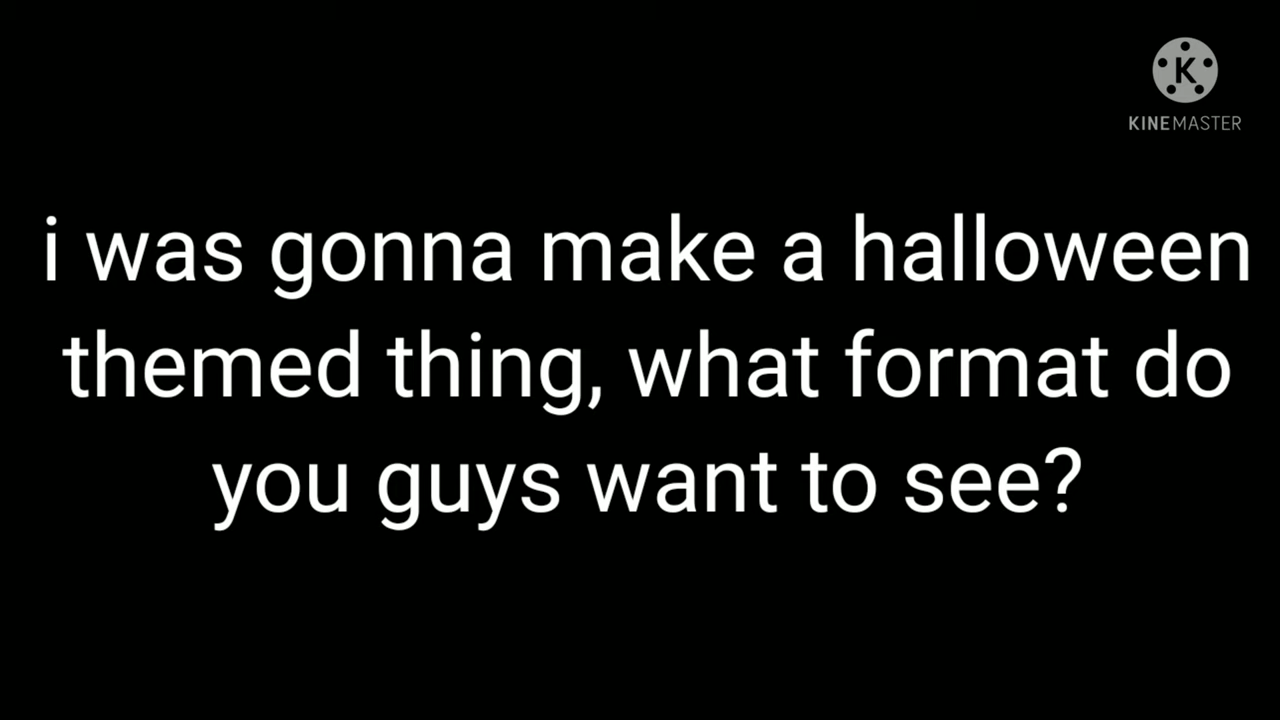 K
KINEMASTER
i was gonna make a halloween
themed thing, what format do
you guys want to see?